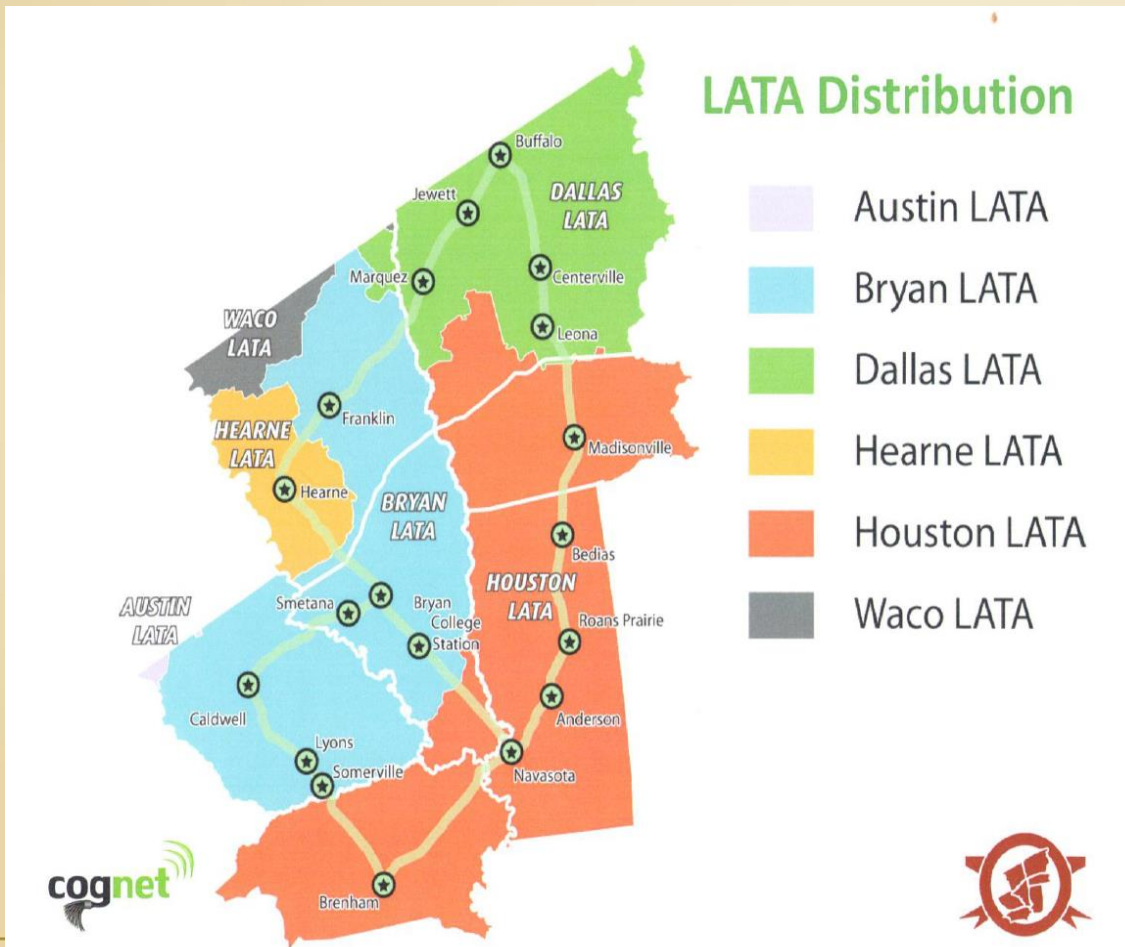 LATA Distribution
Austin LATA
Bryan LATA
Dallas LATA
Hearne LATA
Houston LATA
Waco LATA
Buffalo
Jewett
DALLAS
LATA
Marquez
Centerville
WACO
LATA
Leona
Franklin
HEARNE
LATA
Madisonville
Hearne
BRYAN
LATA
Bedias
HOUSTON
LATA
AUSTIN
LATA
Smetana
Bryan
College
Station
Roans Prairie
Caldwell
Anderson
Lyons
Somerville
Navasota
Brenham
cognet